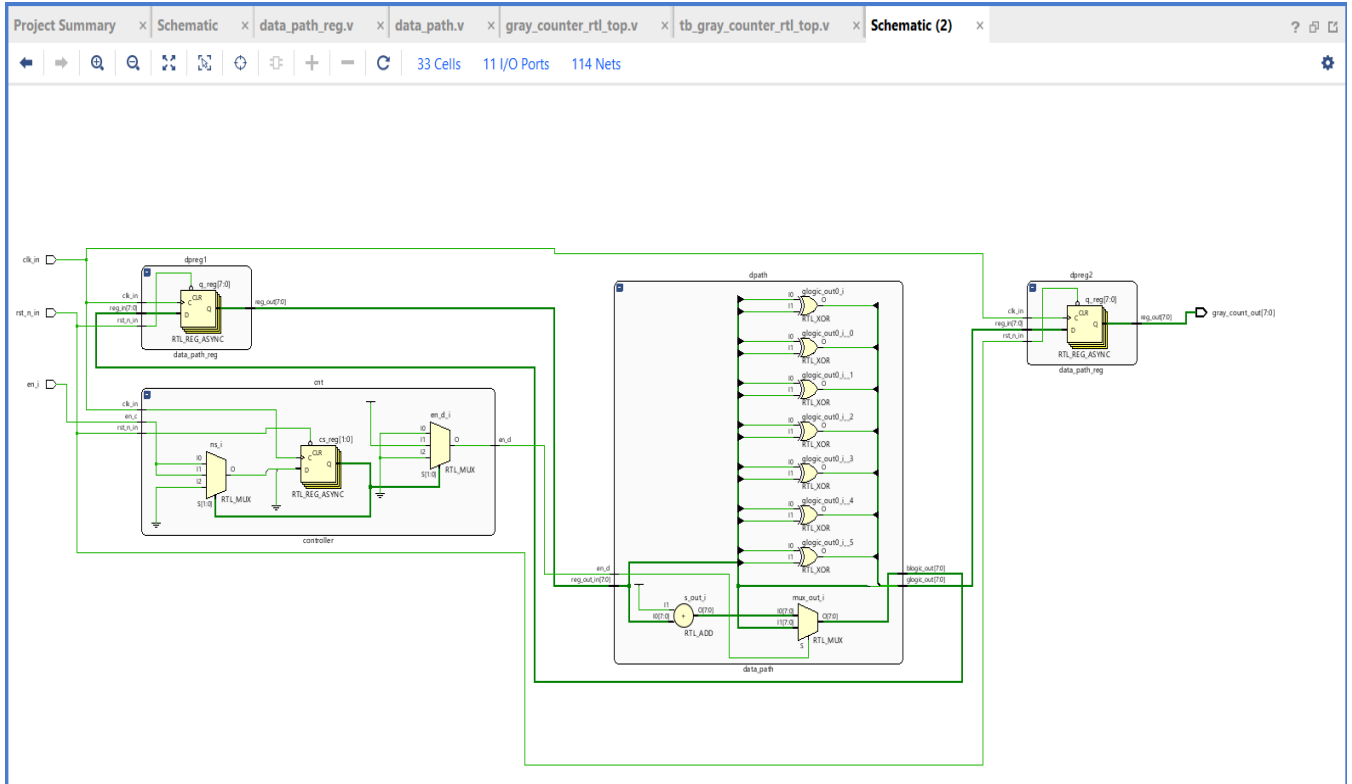 Project Summary × Schematic × data_path_reg.v × data_path.v × gray_counter_rtl_top.v × tb_gray_counter_rtl_top.v × Schematic (2) × ?
33 Cells 11 I/O Ports 114 Nets
clk_in
rst_n_in
en_i
dpreg1
q_reg[7:0]
clk_in
reg_in[7:0]
rst_n_in
CLR
C
D
Q
reg_out[7:0]
RTL_REG_ASYNC
data_path_reg
cnt
clk_in
en_c
rst_n_in
ns_i
I0
I1
I2
O
S[1:0]
RTL_MUX
cs_reg[1:0]
CLR
C
D
Q
RTL_REG_ASYNC
en_d_i
I0
I1
I2
O
S[1:0]
RTL_MUX
en_d
controller
dpath
glogic_out0_i
I0
I1
O
RTL_XOR
glogic_out0_i__0
I0
I1
O
RTL_XOR
glogic_out0_i__1
I0
I1
O
RTL_XOR
glogic_out0_i__2
I0
I1
O
RTL_XOR
glogic_out0_i__3
I0
I1
O
RTL_XOR
glogic_out0_i__4
I0
I1
O
RTL_XOR
glogic_out0_i__5
I0
I1
O
RTL_XOR
en_d
reg_out_in[7:0]
s_out_i
I1
I0[7:0]
+
O[7:0]
RTL_ADD
mux_out_i
I0[7:0]
I1[7:0]
O[7:0]
S
RTL_MUX
blogic_out[7:0]
glogic_out[7:0]
data_path
dpreg2
q_reg[7:0]
clk_in
reg_in[7:0]
rst_n_in
CLR
C
D
Q
reg_out[7:0]
RTL_REG_ASYNC
data_path_reg
gray_count_out[7:0]